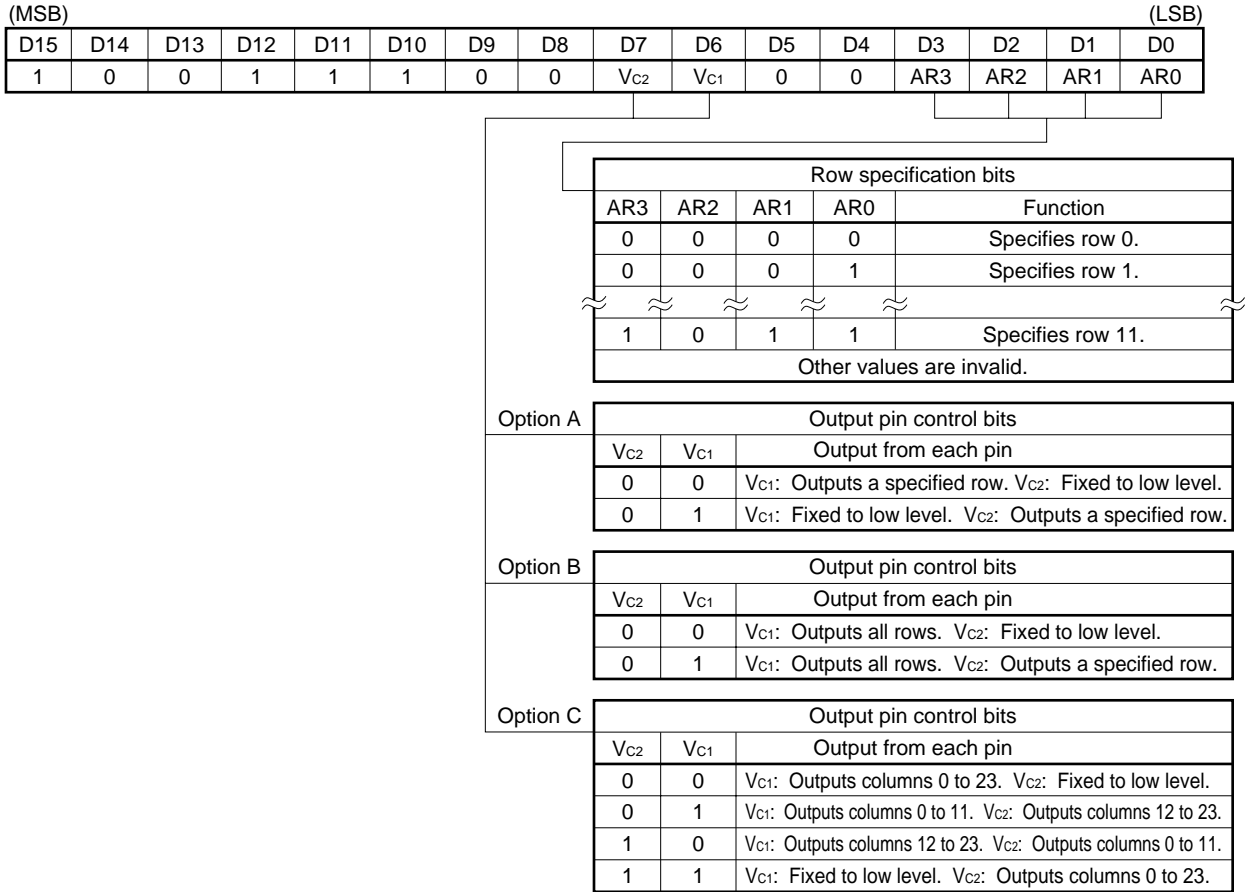 (MSB) (LSB)
D15 D14 D13 D12 D11 D10 D9 D8 D7 D6 D5 D4 D3 D2 D1 D0
1 0 0 1 1 1 0 0 VC2 VC1 0 0 AR3 AR2 AR1 AR0
Row specification bits
AR3 AR2 AR1 AR0 Function
0 0 0 0 Specifies row 0.
0 0 0 1 Specifies row 1.
1 0 1 1 Specifies row 11.
Other values are invalid.
Option A Output pin control bits
VC2 VC1 Output from each pin
0 0 VC1: Outputs a specified row. VC2: Fixed to low level.
0 1 VC1: Fixed to low level. VC2: Outputs a specified row.
Option B Output pin control bits
VC2 VC1 Output from each pin
0 0 VC1: Outputs all rows. VC2: Fixed to low level.
0 1 VC1: Outputs all rows. VC2: Outputs a specified row.
Option C Output pin control bits
VC2 VC1 Output from each pin
0 0 VC1: Outputs columns 0 to 23. VC2: Fixed to low level.
0 1 VC1: Outputs columns 0 to 11. VC2: Outputs columns 12 to 23.
1 0 VC1: Outputs columns 12 to 23. VC2: Outputs columns 0 to 11.
1 1 VC1: Fixed to low level. VC2: Outputs columns 0 to 23.